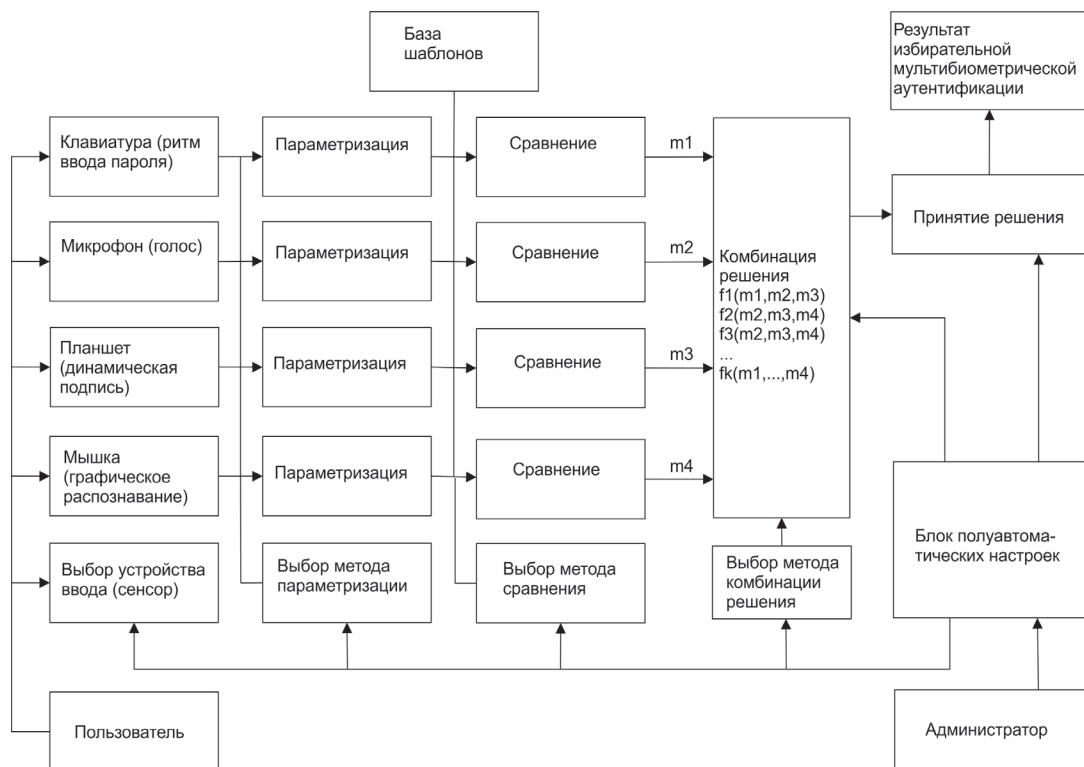 База
шаблонов
Результат
избирательной
мультибиометрической
аутентификации
Клавиатура (ритм
ввода пароля)
Параметризация
Сравнение
m1
Принятие решения
Микрофон (голос)
Параметризация
Сравнение
m2
Комбинация
решения
f1(m1,m2,m3)
f2(m2,m3,m4)
f3(m2,m3,m4)
...
fk(m1,...,m4)
Планшет
(динамическая
подпись)
Параметризация
Сравнение
m3
Мышка
(графическое
распознавание)
Параметризация
Сравнение
m4
Выбор устройства
ввода (сенсор)
Выбор метода
параметризации
Выбор метода
сравнения
Выбор метода
комбинации
решения
Блок полуавтома-
тических настроек
Пользователь
Администратор